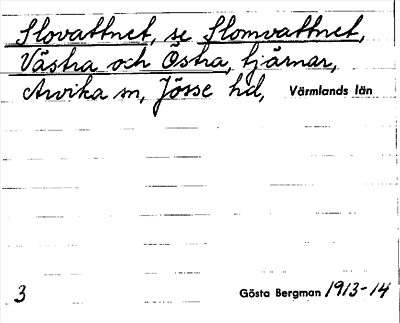 Slovattnet, se Slomvattnet,
Västra och Östra, tjärnar,
Arvika sn, Jösse hd, Värmlands län
3 Gösta Bergman 1913-14